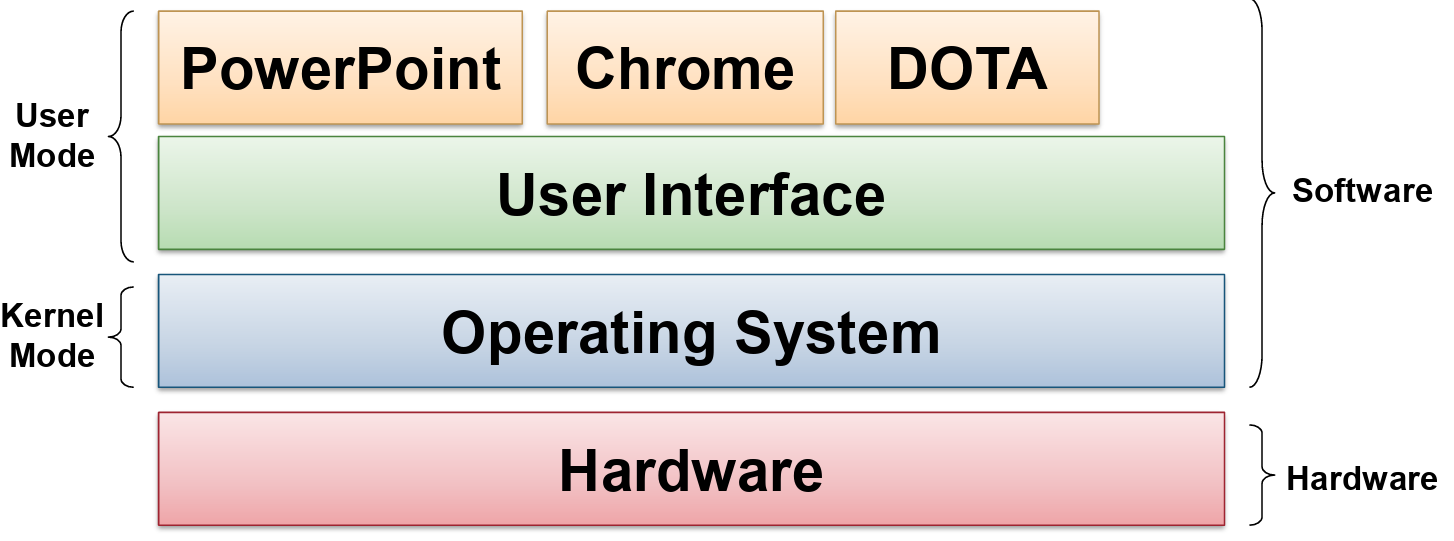 PowerPoint
Chrome
DOTA
User
Mode
User Interface
Software
Kernel
Mode
Operating System
Hardware
Hardware